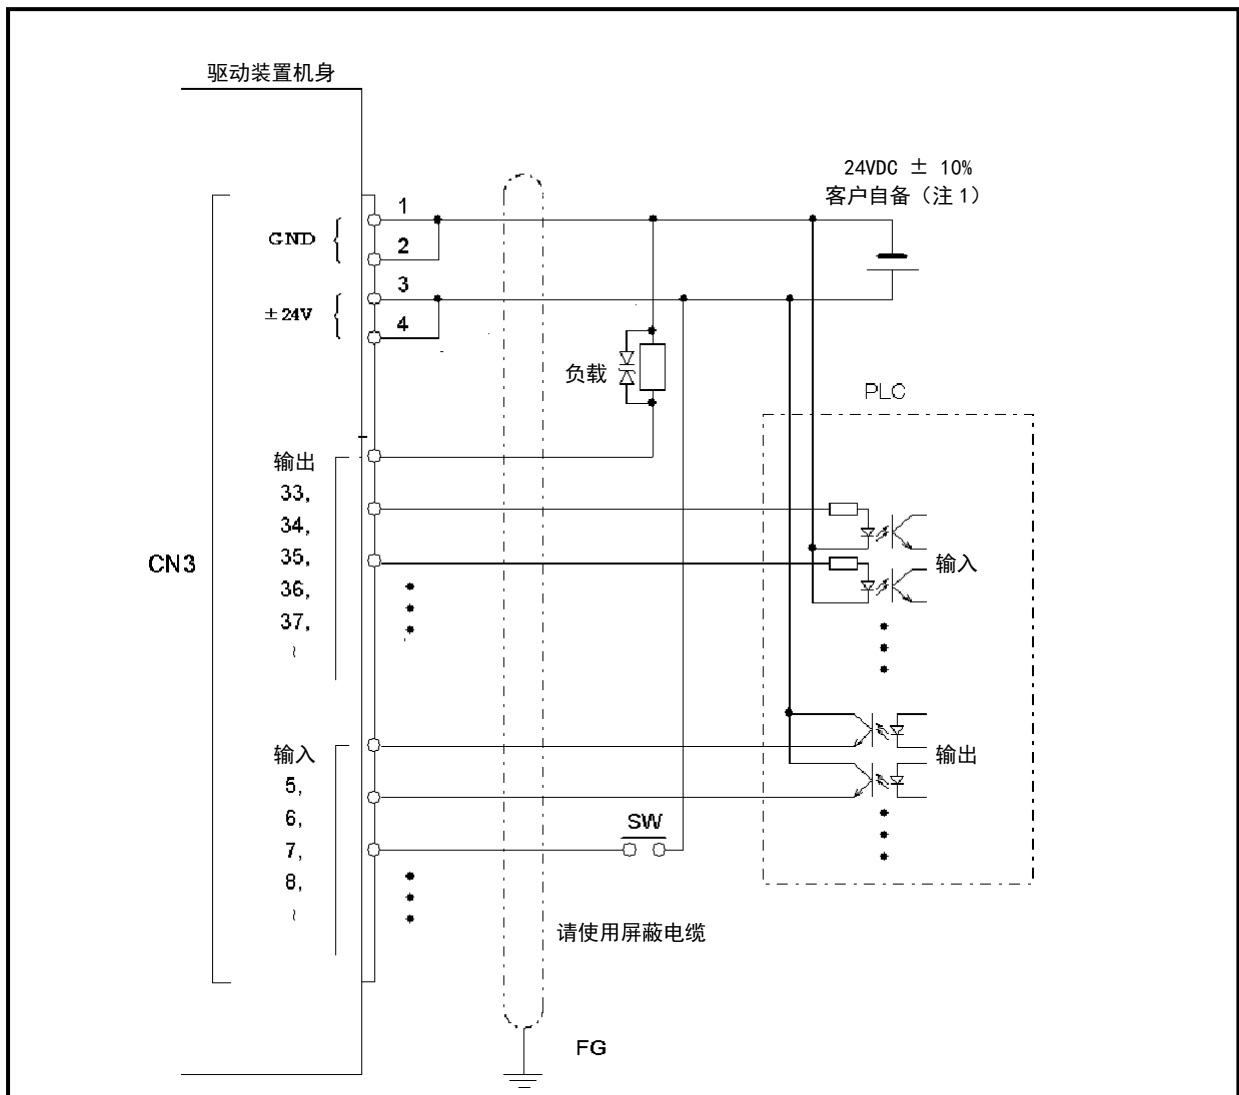 驱动装置机身
24VDC ± 10%
客户自备（注 1）
1
GND
2
3
±24V
4
负载
PLC
输出
33,
34,
35,
36,
37,
~
CN3
输入
输入
5,
6,
7,
8,
~
输出
SW
请使用屏蔽电缆
FG